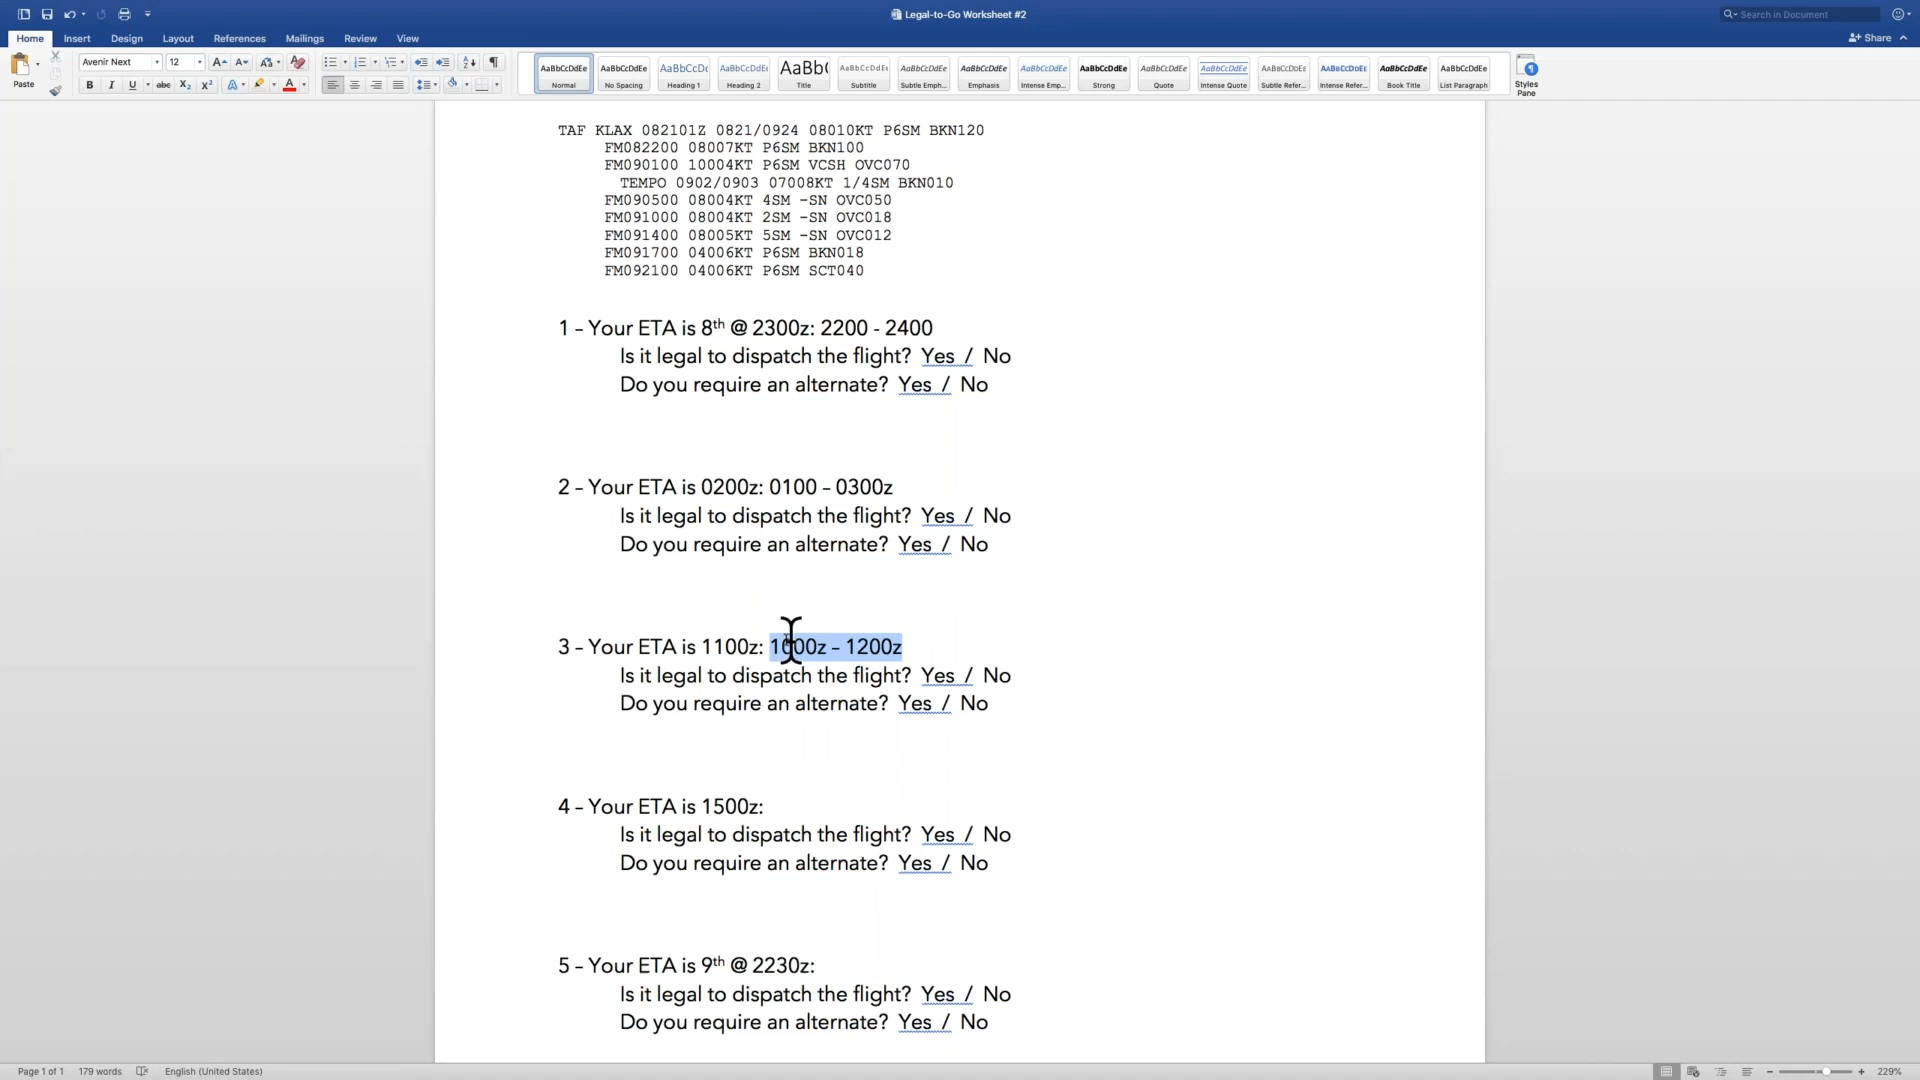 Legal-to-Go Worksheet #2
Search in Document
Home Insert Design Layout References Mailings Review View
Share
Paste
Avenir Next 12
AaBbCcDdEe AaBbCcDdEe AaBbCcDc AaBbCcDdEe AaBb( AaBbCcDdEe AaBbCcDdEe AaBbCcDdEe AaBbCcDdEe AaBbCcDdEe AaBbCcDdEe AaBbCcDdEe AaBbCcDdEe AaBbCcDdEe AaBbCcDdEe AaBbCcDdEe
Normal No Spacing Heading 1 Heading 2 Title Subtitle Subtle Emph... Emphasis Intense Emp... Strong Quote Intense Quote Subtle Refer... Intense Refer... Book Title List Paragraph
Styles Pane
TAF KLAX 082101Z 0821/0924 08010KT P6SM BKN120
FM082200 08007KT P6SM BKN100
FM090100 10004KT P6SM VCSH OVC070
TEMPO 0902/0903 07008KT 1/4SM BKN010
FM090500 08004KT 4SM -SN OVC050
FM091000 08004KT 2SM -SN OVC018
FM091400 08005KT 5SM -SN OVC012
FM091700 04006KT P6SM BKN018
FM092100 04006KT P6SM SCT040
1 – Your ETA is 8th @ 2300z: 2200 - 2400
Is it legal to dispatch the flight? Yes / No
Do you require an alternate? Yes / No
2 – Your ETA is 0200z: 0100 – 0300z
Is it legal to dispatch the flight? Yes / No
Do you require an alternate? Yes / No
3 – Your ETA is 1100z: 1000z – 1200z
Is it legal to dispatch the flight? Yes / No
Do you require an alternate? Yes / No
4 – Your ETA is 1500z:
Is it legal to dispatch the flight? Yes / No
Do you require an alternate? Yes / No
5 – Your ETA is 9th @ 2230z:
Is it legal to dispatch the flight? Yes / No
Do you require an alternate? Yes / No
Page 1 of 1 179 words English (United States) 229%